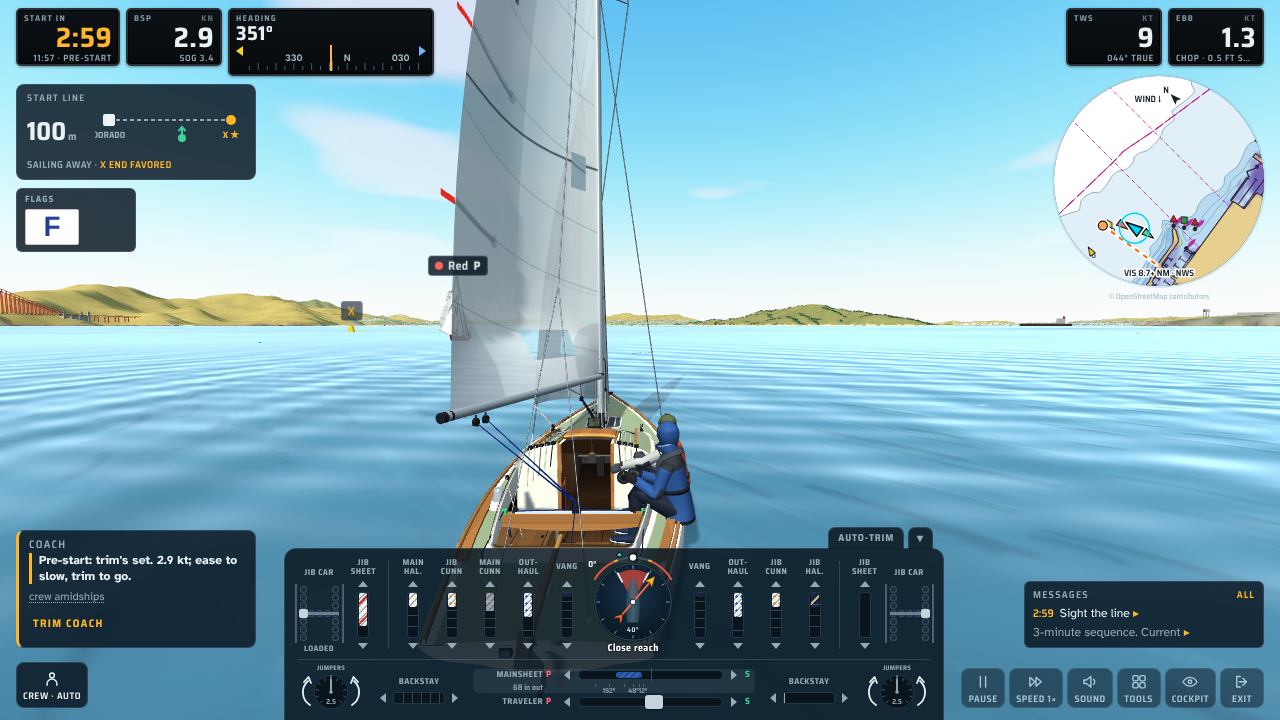 START IN
2:59
11:57 · PRE-START
BSP KN
2.9
SOG 3.4
HEADING
351°
330 N 030
TWS KT
9
044° TRUE
EBB KT
1.3
CHOP · 0.5 FT S...
START LINE
100 m
DORADO
X ★
SAILING AWAY · X END FAVORED
FLAGS
F
Red P
X
N
WIND ↓
VIS 8.7+ NM · NWS
© OpenStreetMap contributors
COACH
Pre-start: trim's set. 2.9 kt; ease to
slow, trim to go.
crew amidships
TRIM COACH
CREW · AUTO
AUTO-TRIM ▼
JIB CAR
LOADED
JIB SHEET
MAIN HAL.
JIB CUNN
MAIN CUNN
OUT-HAUL
VANG
0°
40°
Close reach
VANG
OUT-HAUL
JIB CUNN
JIB HAL.
JIB SHEET
JIB CAR
JUMPERS
2.5
BACKSTAY
MAINSHEET P S
68 in out
TRAVELER P S
BACKSTAY
JUMPERS
2.5
MESSAGES ALL
2:59 Sight the line ▸
3-minute sequence. Current ▸
PAUSE
SPEED 1×
SOUND
TOOLS
COCKPIT
EXIT